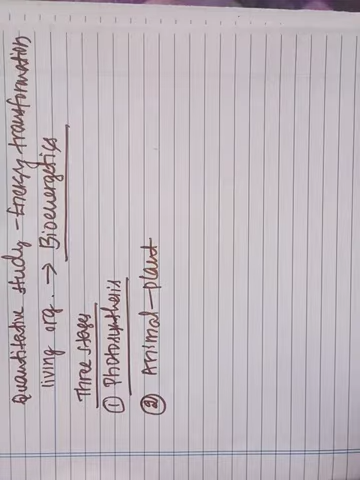 Quantitative study - Energy transformation
living org. → Bioenergetics
Three stages
① Photosynthesis
② Animal - plant